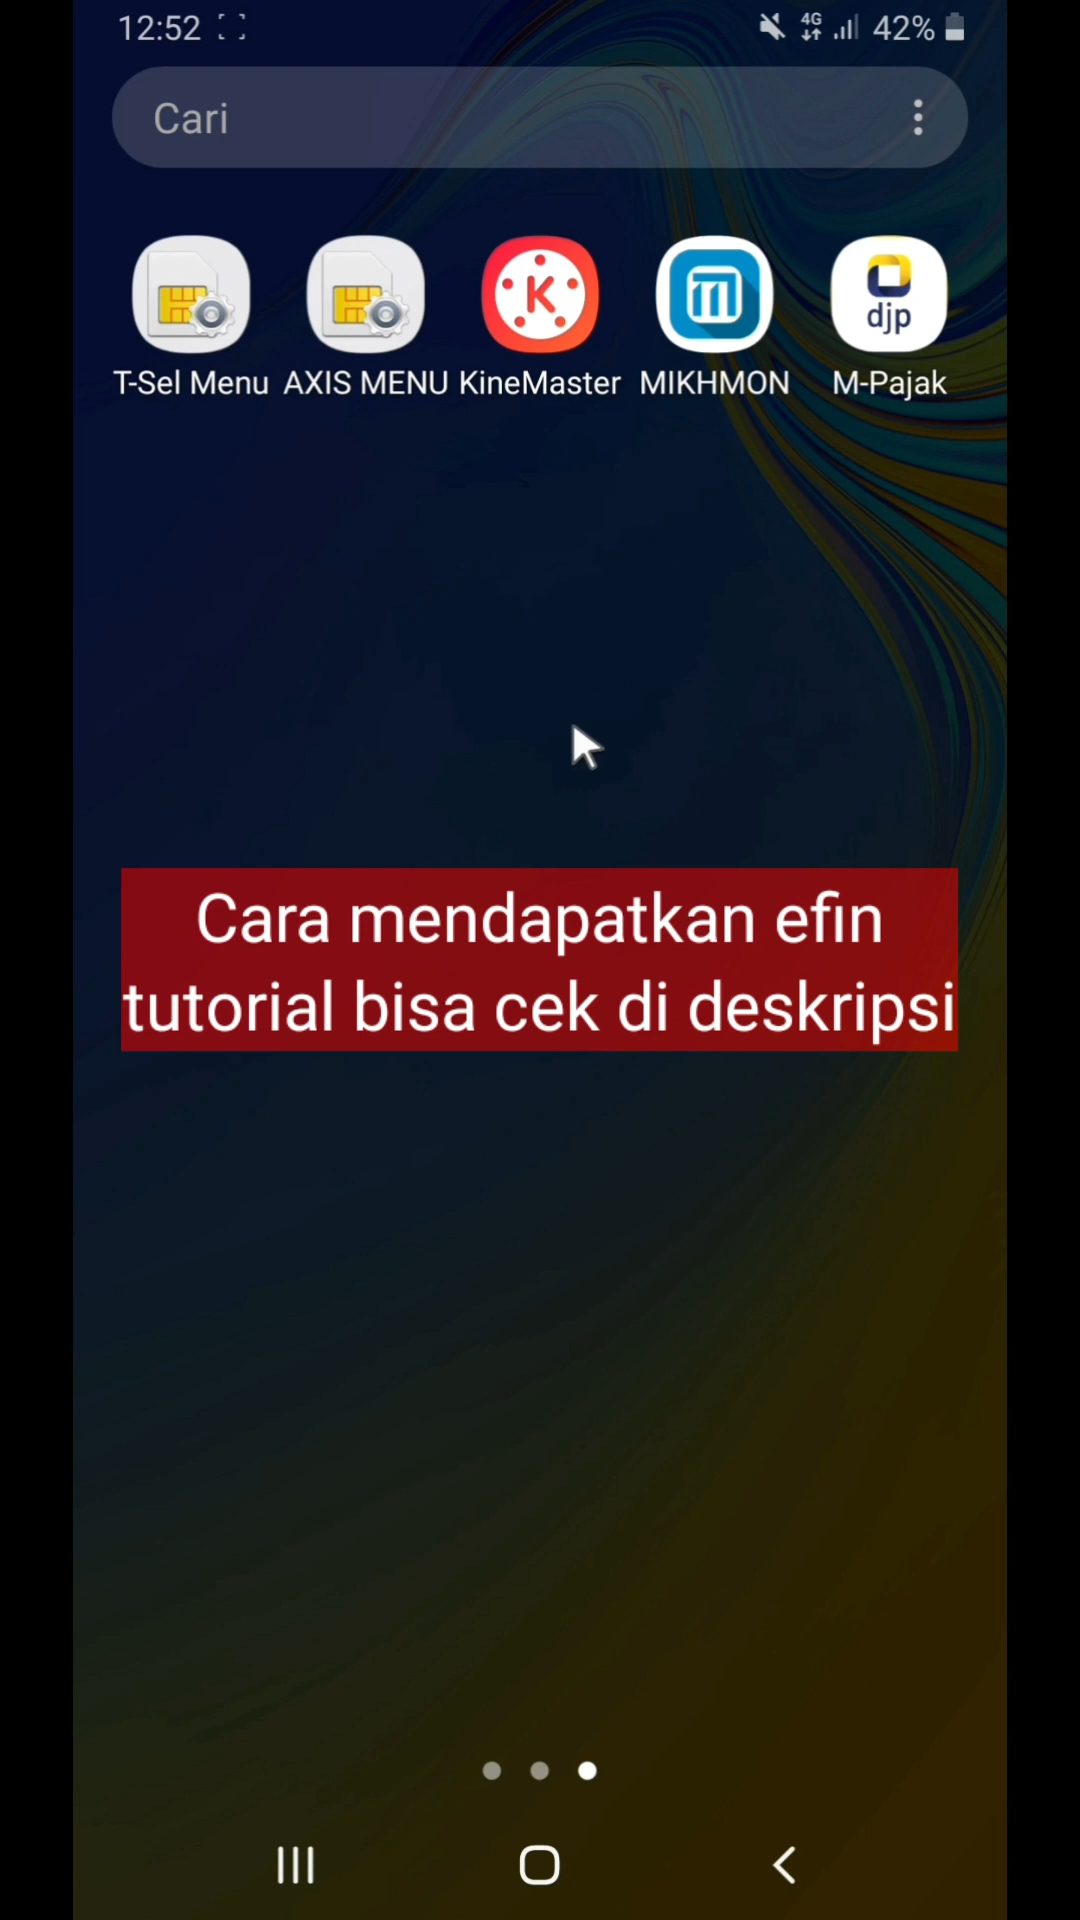 12:52 4G 42%
Cari
djp
T-Sel Menu AXIS MENU KineMaster MIKHMON M-Pajak
Cara mendapatkan efin
tutorial bisa cek di deskripsi